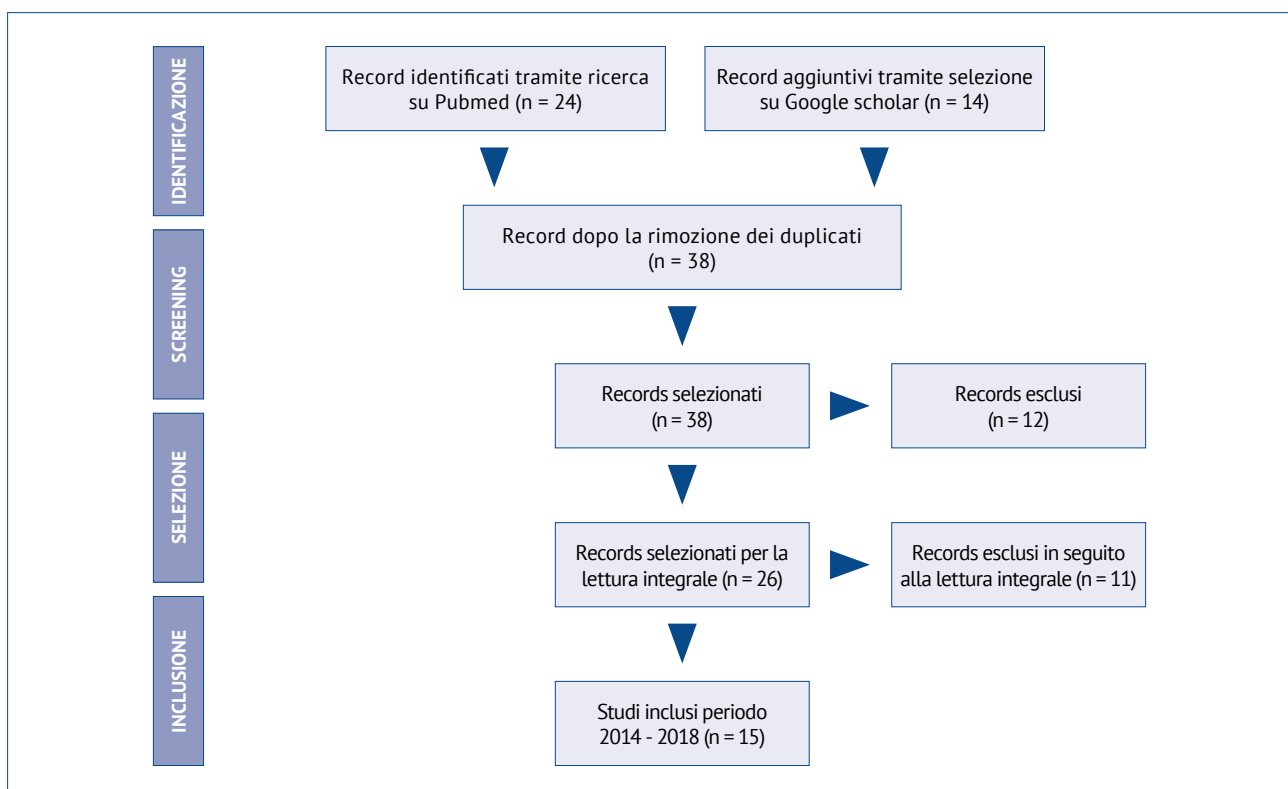 IDENTIFICAZIONE
Record identificati tramite ricerca
su Pubmed (n = 24)
Record aggiuntivi tramite selezione
su Google scholar (n = 14)
SCREENING
Record dopo la rimozione dei duplicati
(n = 38)
Records selezionati
(n = 38)
Records esclusi
(n = 12)
SELEZIONE
Records selezionati per la
lettura integrale (n = 26)
Records esclusi in seguito
alla lettura integrale (n = 11)
INCLUSIONE
Studi inclusi periodo
2014 - 2018 (n = 15)